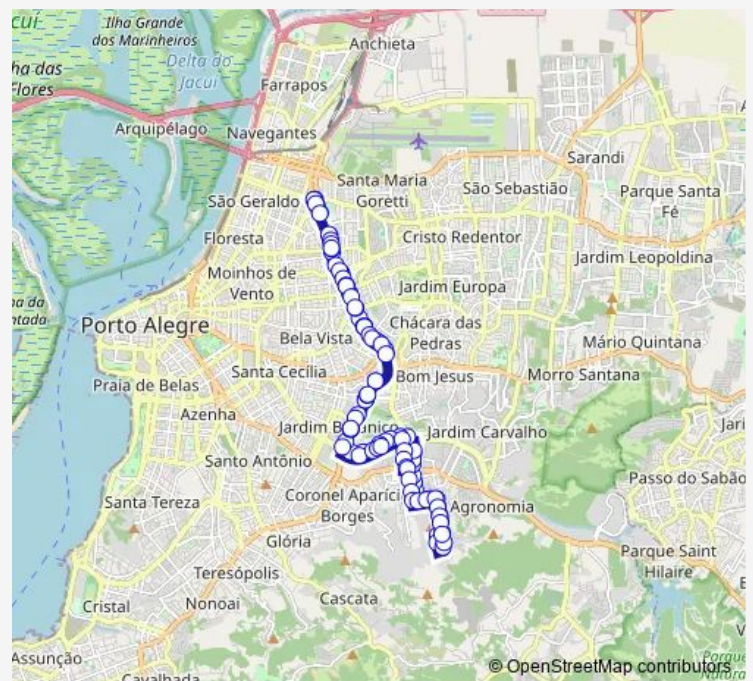 Ilha Grande
dos Marinheiros
Anchieta
Delta do
Jacuí
Farrapos
Arquipélago
Navegantes
Sarandi
Santa Maria
Goretti
São Sebastião
Parque Santa
Fé
São Geraldo
Floresta
Cristo Redentor
Jardim Leopoldina
Moinhos de
Vento
Jardim Europa
Porto Alegre
Bela Vista
Chácara das
Pedras
Mário Quintana
Santa Cecília
Bom Jesus
Morro Santana
Praia de Belas
Azenha
Jardim
Jardim Carvalho
Santo Antônio
Passo do Sabão
Coronel Aparici
Borges
Agronomia
Santa Tereza
Glória
Parque Saint
Hilaire
Teresópolis
Nonoai
Cascata
Cristal
Assunção
Cavalhada
© OpenStreetMap contributors